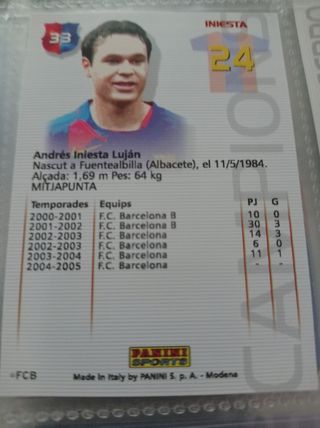 33
INIESTA
24
Andrés Iniesta Luján
Nascut a Fuentealbilla (Albacete), el 11/5/1984.
Alçada: 1,69 m Pes: 64 kg
MITJAPUNTA
Temporades Equips PJ G
2000-2001 F.C. Barcelona B 10 0
2001-2002 F.C. Barcelona B 30 3
2002-2003 F.C. Barcelona 14 3
2002-2003 F.C. Barcelona 6 0
2003-2004 F.C. Barcelona 11 1
2004-2005 F.C. Barcelona - -
PANINI
SPORTS
FCB
Made in Italy by PANINI S. p. A. - Modena
CAMPIONS